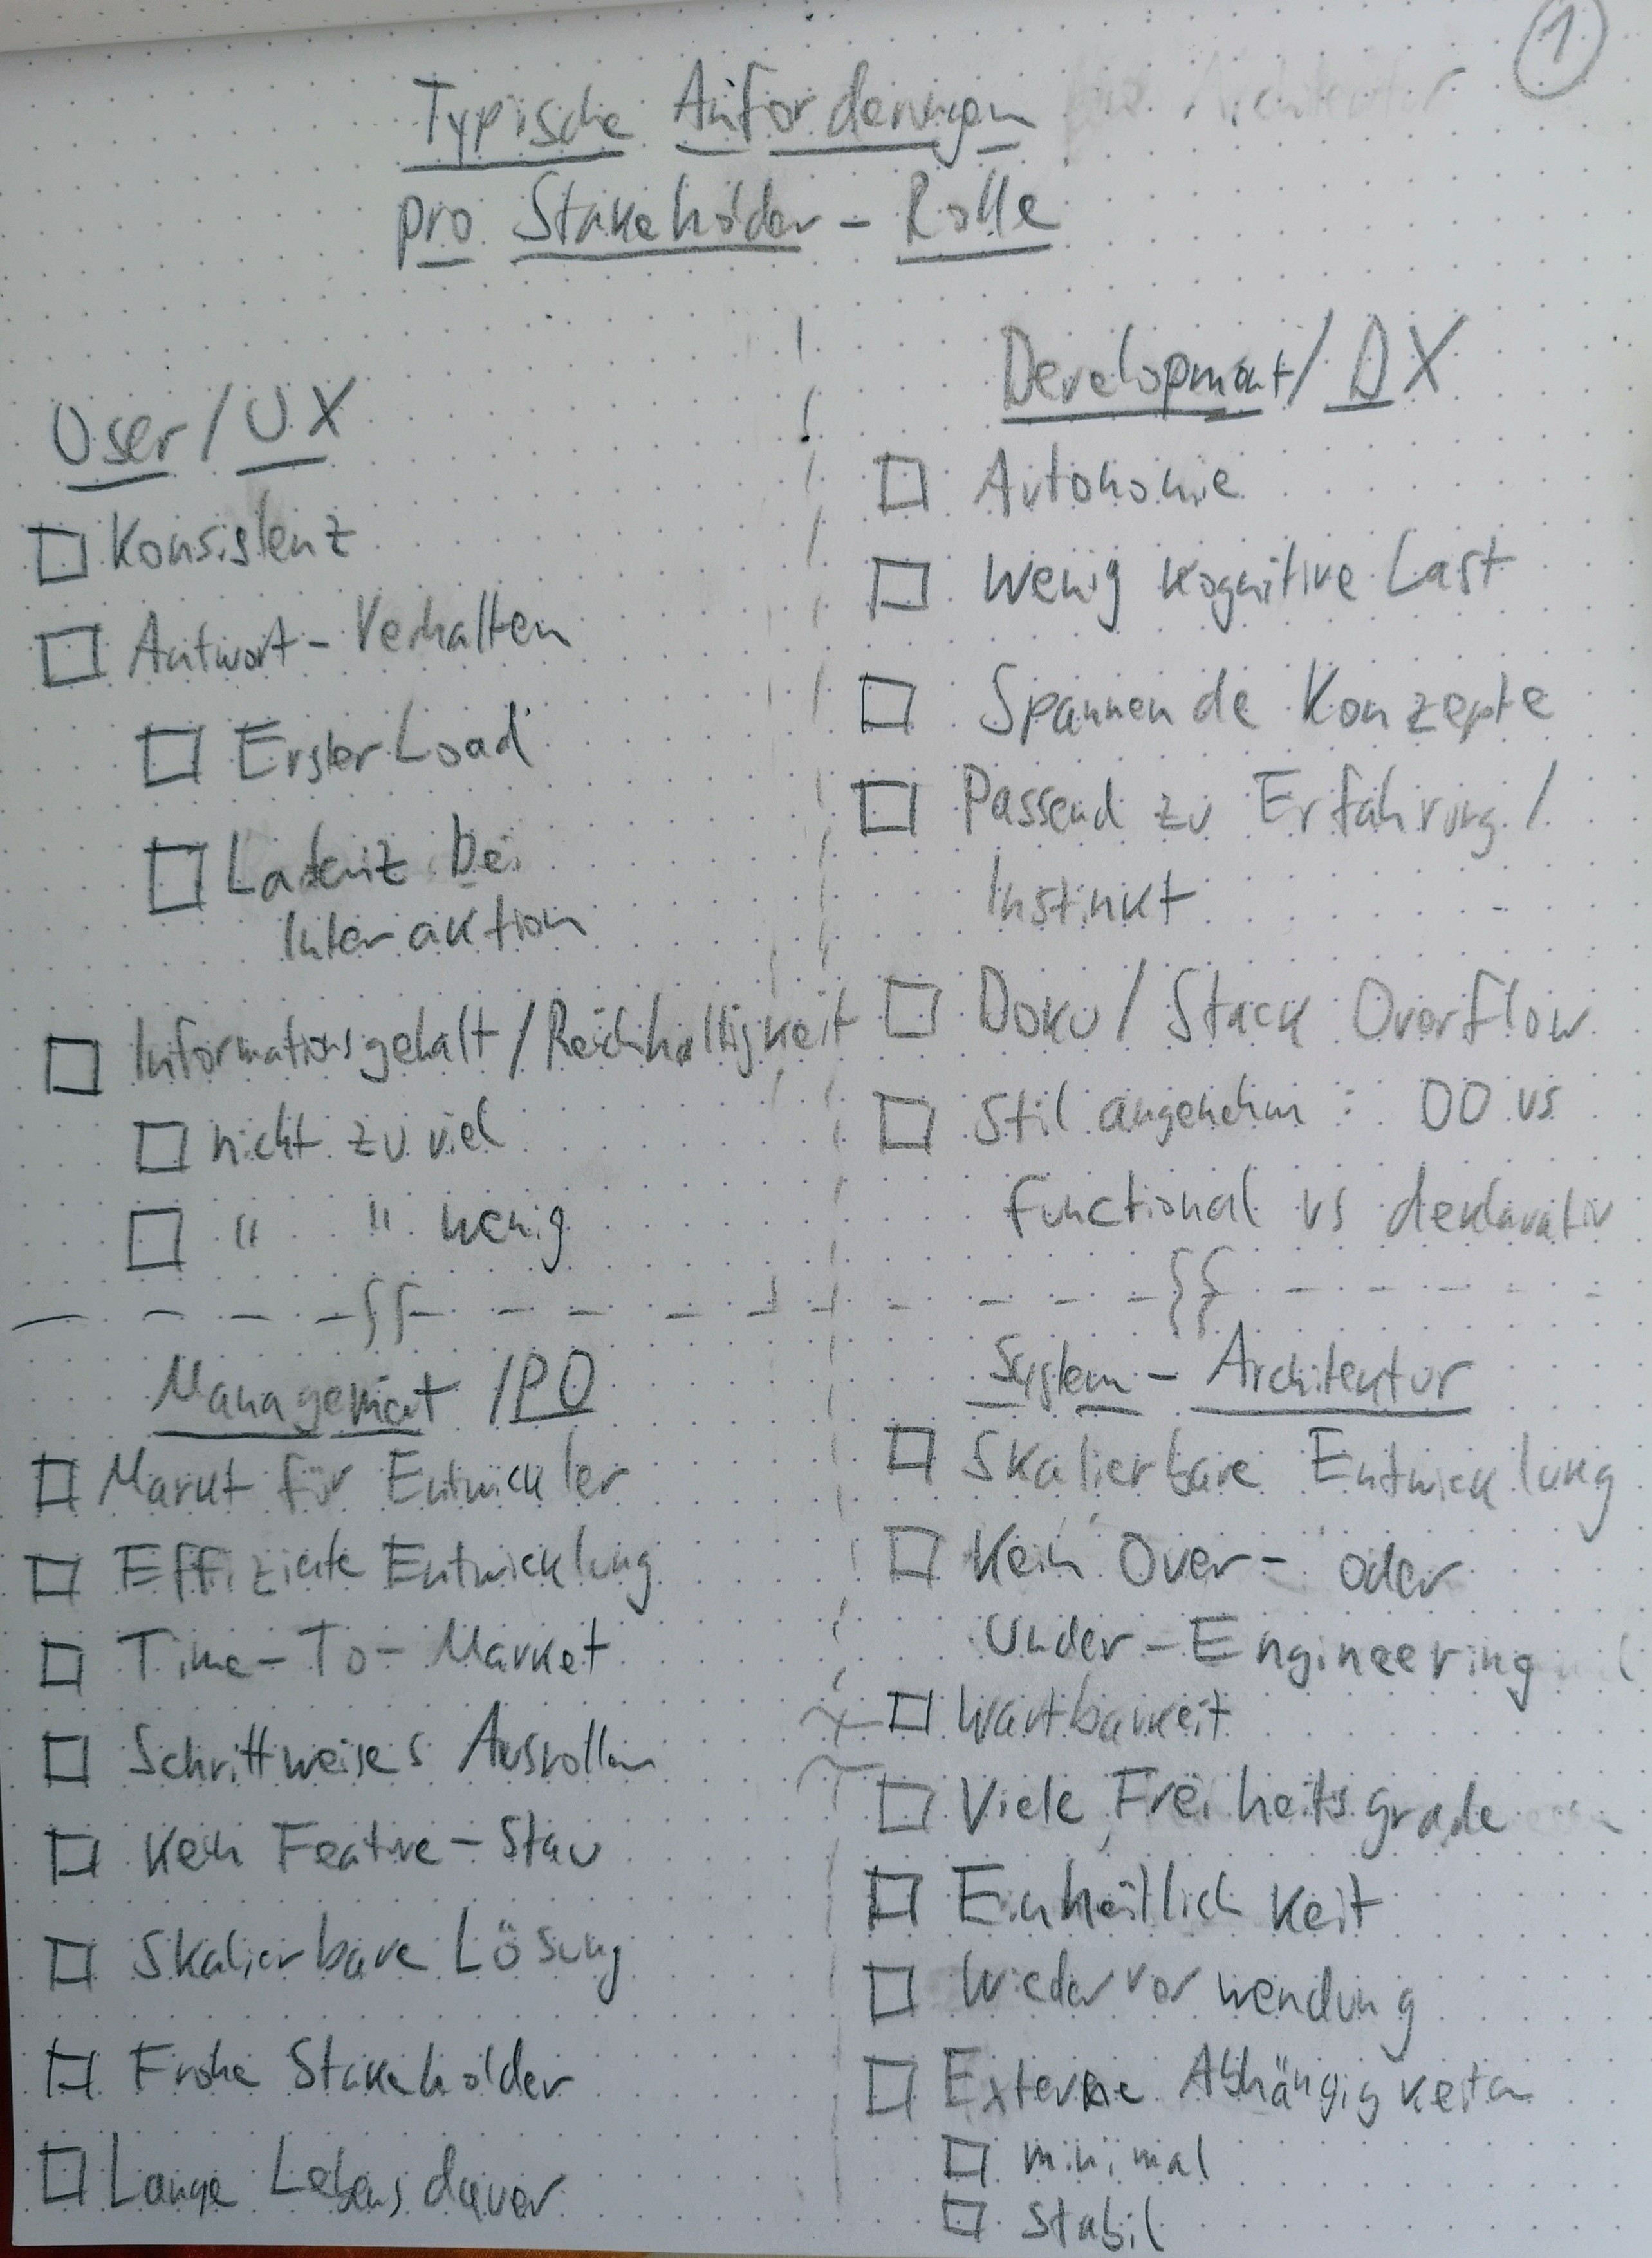 1
Typische Anforderungen
pro Stakeholder - Rolle
User / UX
Konsistenz
Antwort - Verhalten
Erster Load
Latenz bei
Interaktion
Informationsgehalt / Reichhaltigkeit
nicht zu viel
" " wenig
Development / DX
Autonomie
Wenig kognitive Last
Spannende Konzepte
Passend zu Erfahrung /
Instinkt
Doku / Stack Overflow
Stil angenehm : OO vs
functional vs deklarativ
Management / PO
Markt für Entwickler
Effiziente Entwicklung
Time - To - Market
Schrittweises Ausrollen
Kein Feature - Stau
Skalierbare Lösung
Frohe Stakeholder
Lange Lebensdauer
System - Architektur
Skalierbare Entwicklung
Kein Over - oder
Under - Engineering
Wartbarkeit
Viele Freiheitsgrade
Einheitlichkeit
Wiederverwendung
Externe Abhängigkeiten
minimal
stabil